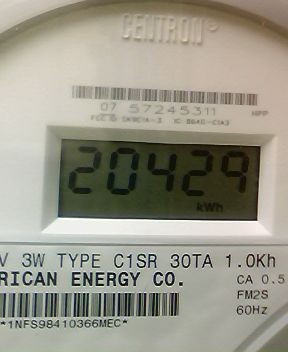 CENTRON®
07 57245311
HPP
20429
kWh
V 3W TYPE C1SR 30TA 1.0Kh
RICAN ENERGY CO.
CA 0.5
FM2S
60Hz
*1NFS98410366MEC*